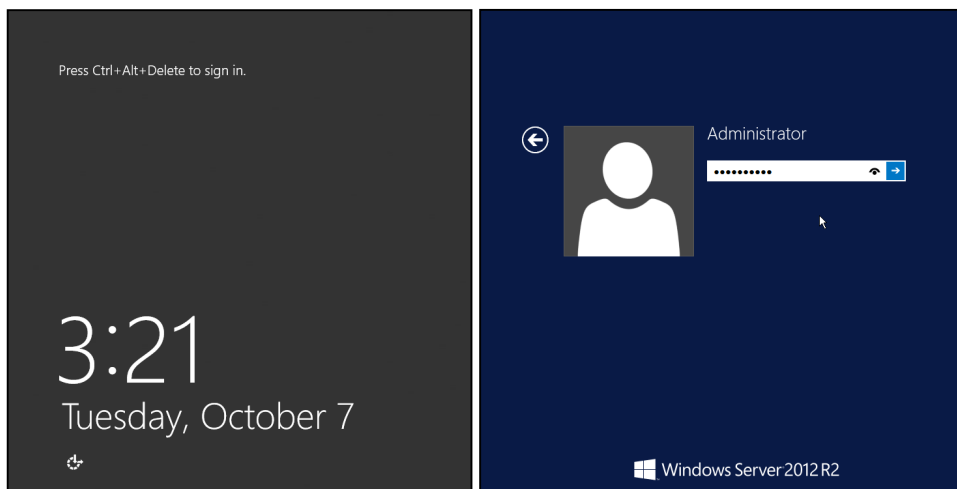 Press Ctrl+Alt+Delete to sign in.
3:21
Tuesday, October 7
Administrator
Windows Server 2012 R2